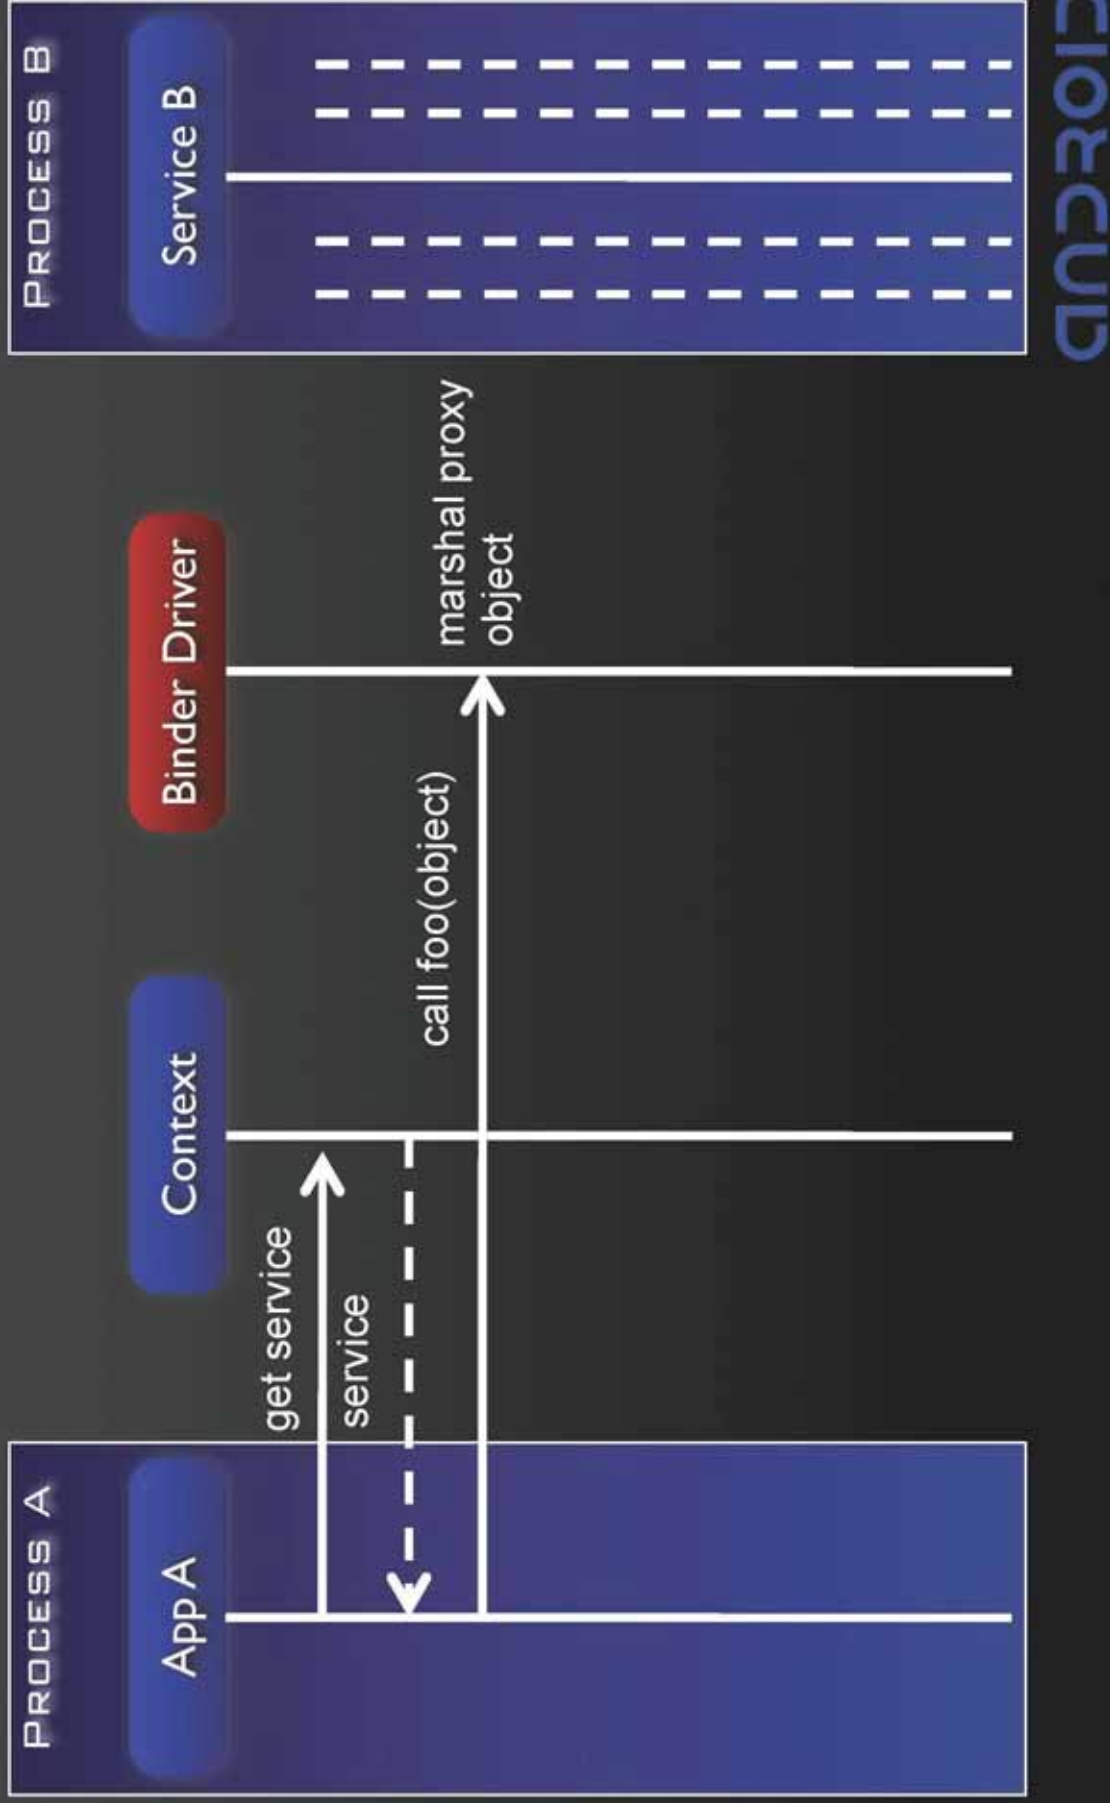 PROCESS A
PROCESS B
App A
Context
Binder Driver
Service B
get service
service
call foo(object)
marshal proxy
object